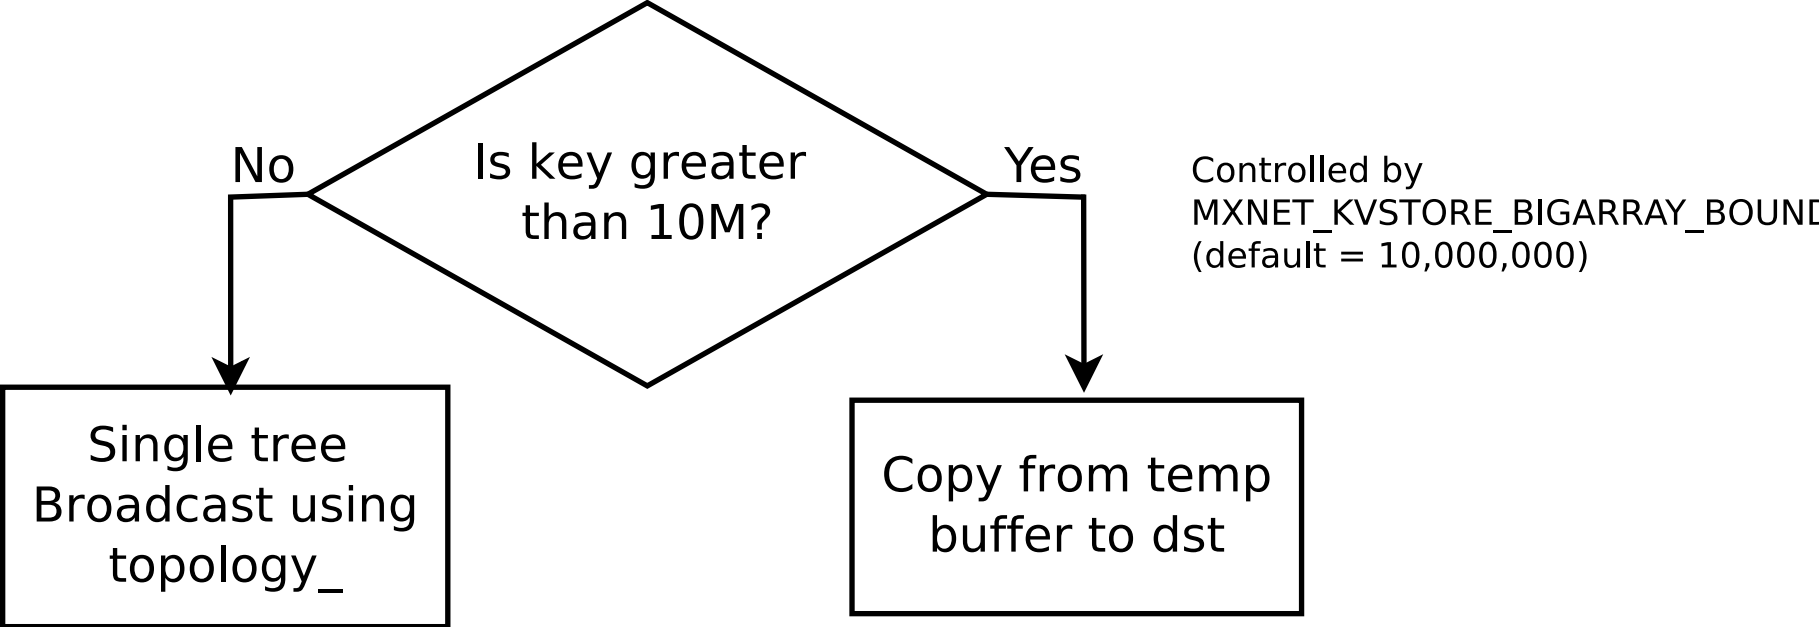 No
Is key greater
than 10M?
Yes
Controlled by
MXNET_KVSTORE_BIGARRAY_BOUND
(default = 10,000,000)
Single tree
Broadcast using
topology_
Copy from temp
buffer to dst